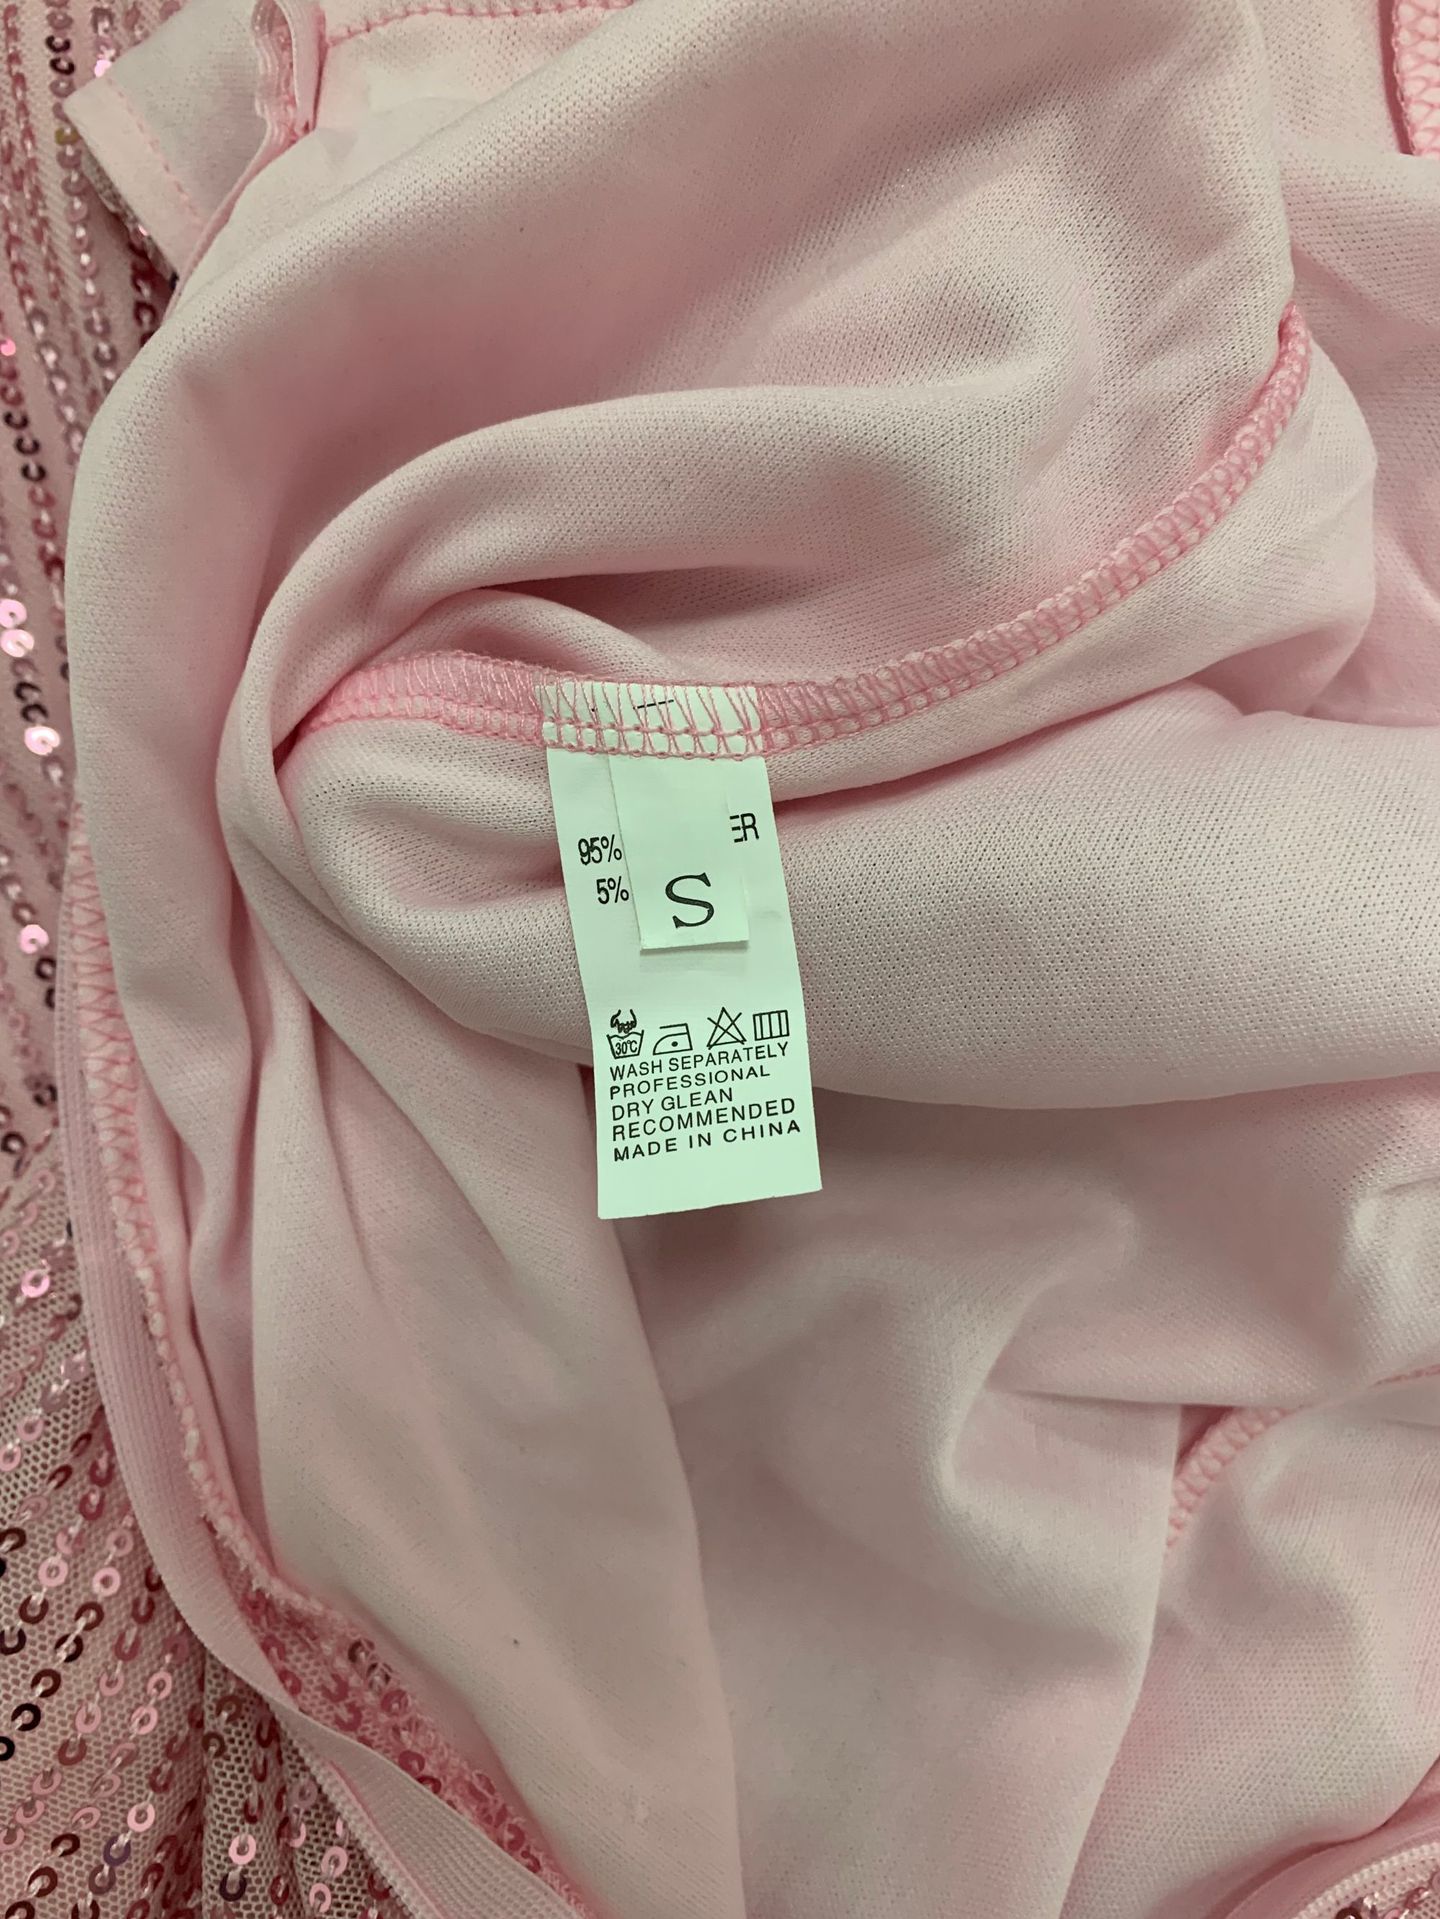 95% ER
5%
S
30°C
WASH SEPARATELY
PROFESSIONAL
DRY GLEAN
RECOMMENDED
MADE IN CHINA